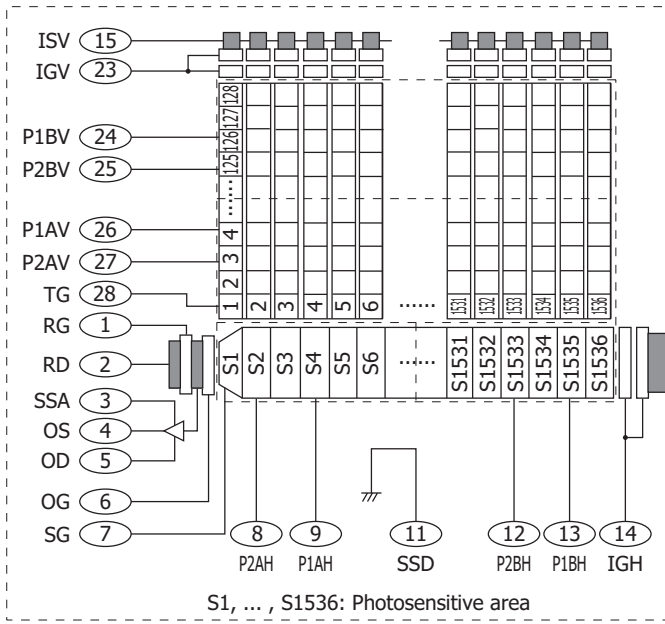 ISV 15
IGV 23
P1BV 24
P2BV 25
P1AV 26
P2AV 27
TG 28
RG 1
RD 2
SSA 3
OS 4
OD 5
OG 6
SG 7
128
127
126
125
......
4
3
2
1 2 3 4 5 6 ...... 1531 1532 1533 1534 1535 1536
S1 S2 S3 S4 S5 S6 ...... S1531 S1532 S1533 S1534 S1535 S1536
8 9 11 12 13 14
P2AH P1AH SSD P2BH P1BH IGH
S1, ... , S1536: Photosensitive area